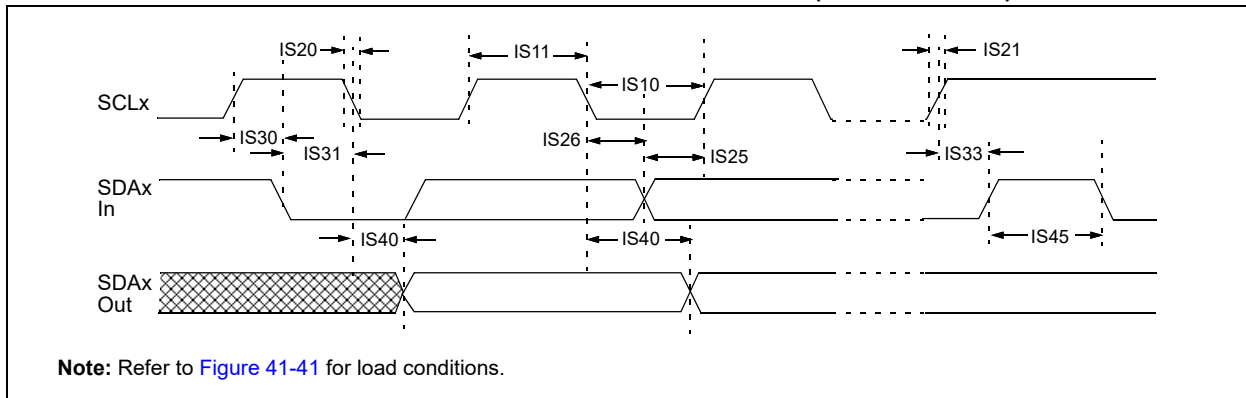 IS20
IS11
IS21
IS10
SCLx
IS30
IS26
IS31
IS25
IS33
SDAx
In
IS40
IS40
IS45
SDAx
Out
Note: Refer to Figure 41-41 for load conditions.